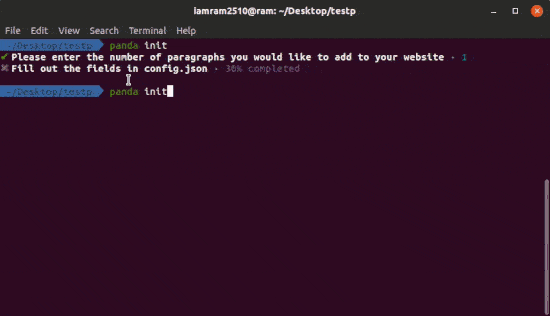 iamram2510@ram: ~/Desktop/testp
File Edit View Search Terminal Help
~/Desktop/testp panda init
✔ Please enter the number of paragraphs you would like to add to your website · 1
✖ Fill out the fields in config.json · 36% completed
~/Desktop/testp panda init